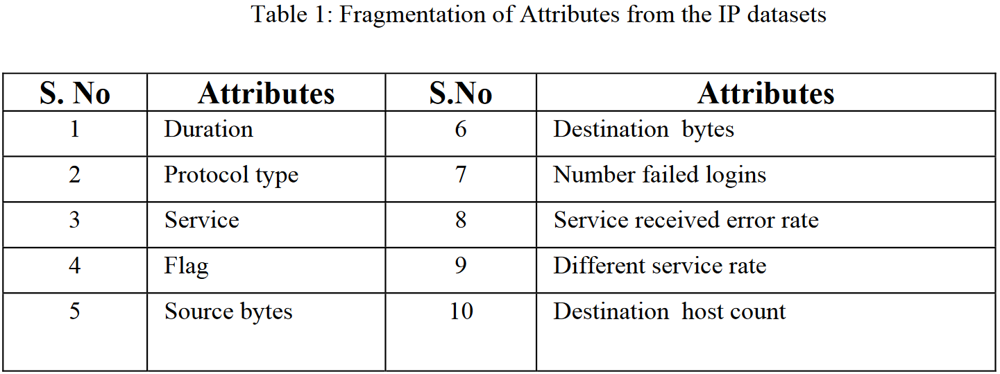 Table 1: Fragmentation of Attributes from the IP datasets
S. No Attributes S.No Attributes
1 Duration 6 Destination bytes
2 Protocol type 7 Number failed logins
3 Service 8 Service received error rate
4 Flag 9 Different service rate
5 Source bytes 10 Destination host count